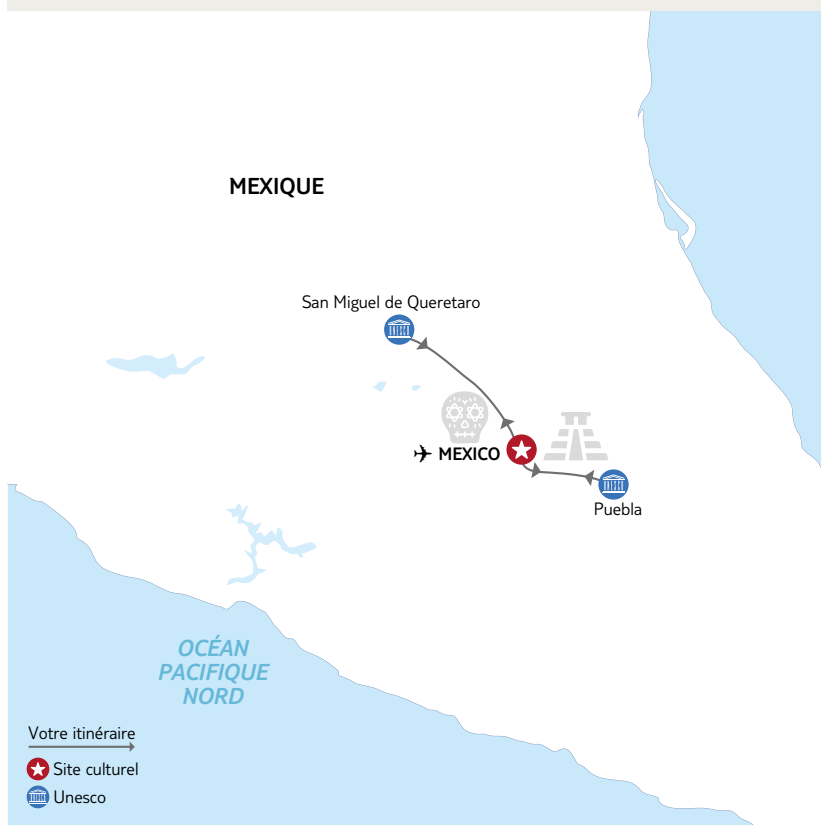 MEXIQUE
San Miguel de Queretaro
MEXICO
Puebla
OCÉAN
PACIFIQUE
NORD
Votre itinéraire
Site culturel
Unesco